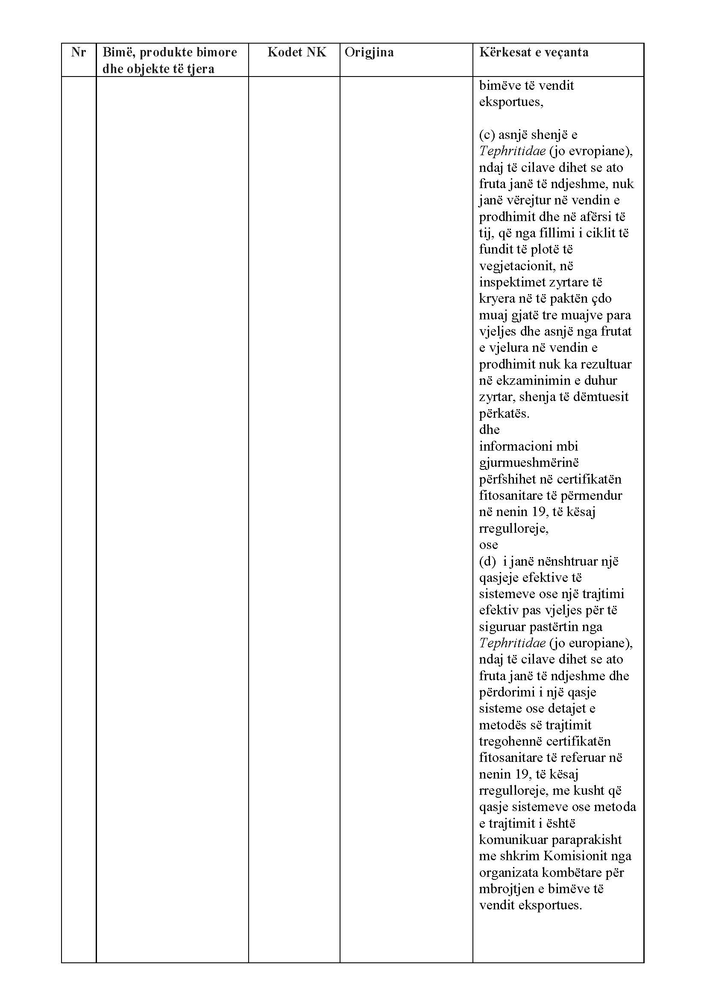 Nr
Bimë, produkte bimore
dhe objekte të tjera
Kodet NK
Origjina
Kërkesat e veçanta
bimëve të vendit
eksportues,
(c) asnjë shenjë e
Tephritidae (jo evropiane),
ndaj të cilave dihet se ato
fruta janë të ndjeshme, nuk
janë vërejtur në vendin e
prodhimit dhe në afërsi të
tij, që nga fillimi i ciklit të
fundit të plotë të
vegjetacionit, në
inspektimet zyrtare të
kryera në të paktën çdo
muaj gjatë tre muajve para
vjeljes dhe asnjë nga frutat
e vjelura në vendin e
prodhimit nuk ka rezultuar
në ekzaminimin e duhur
zyrtar, shenja të dëmtuesit
përkatës.
dhe
informacioni mbi
gjurmueshmërinë
përfshihet në certifikatën
fitosanitare të përmendur
në nenin 19, të kësaj
rregulloreje,
ose
(d)  i janë nënshtruar një
qasjeje efektive të
sistemeve ose një trajtimi
efektiv pas vjeljes për të
siguruar pastërtin nga
Tephritidae (jo europiane),
ndaj të cilave dihet se ato
fruta janë të ndjeshme dhe
përdorimi i një qasje
sisteme ose detajet e
metodës së trajtimit
tregohennë certifikatën
fitosanitare të referuar në
nenin 19, të kësaj
rregulloreje, me kusht që
qasje sistemeve ose metoda
e trajtimit i është
komunikuar paraprakisht
me shkrim Komisionit nga
organizata kombëtare për
mbrojtjen e bimëve të
vendit eksportues.